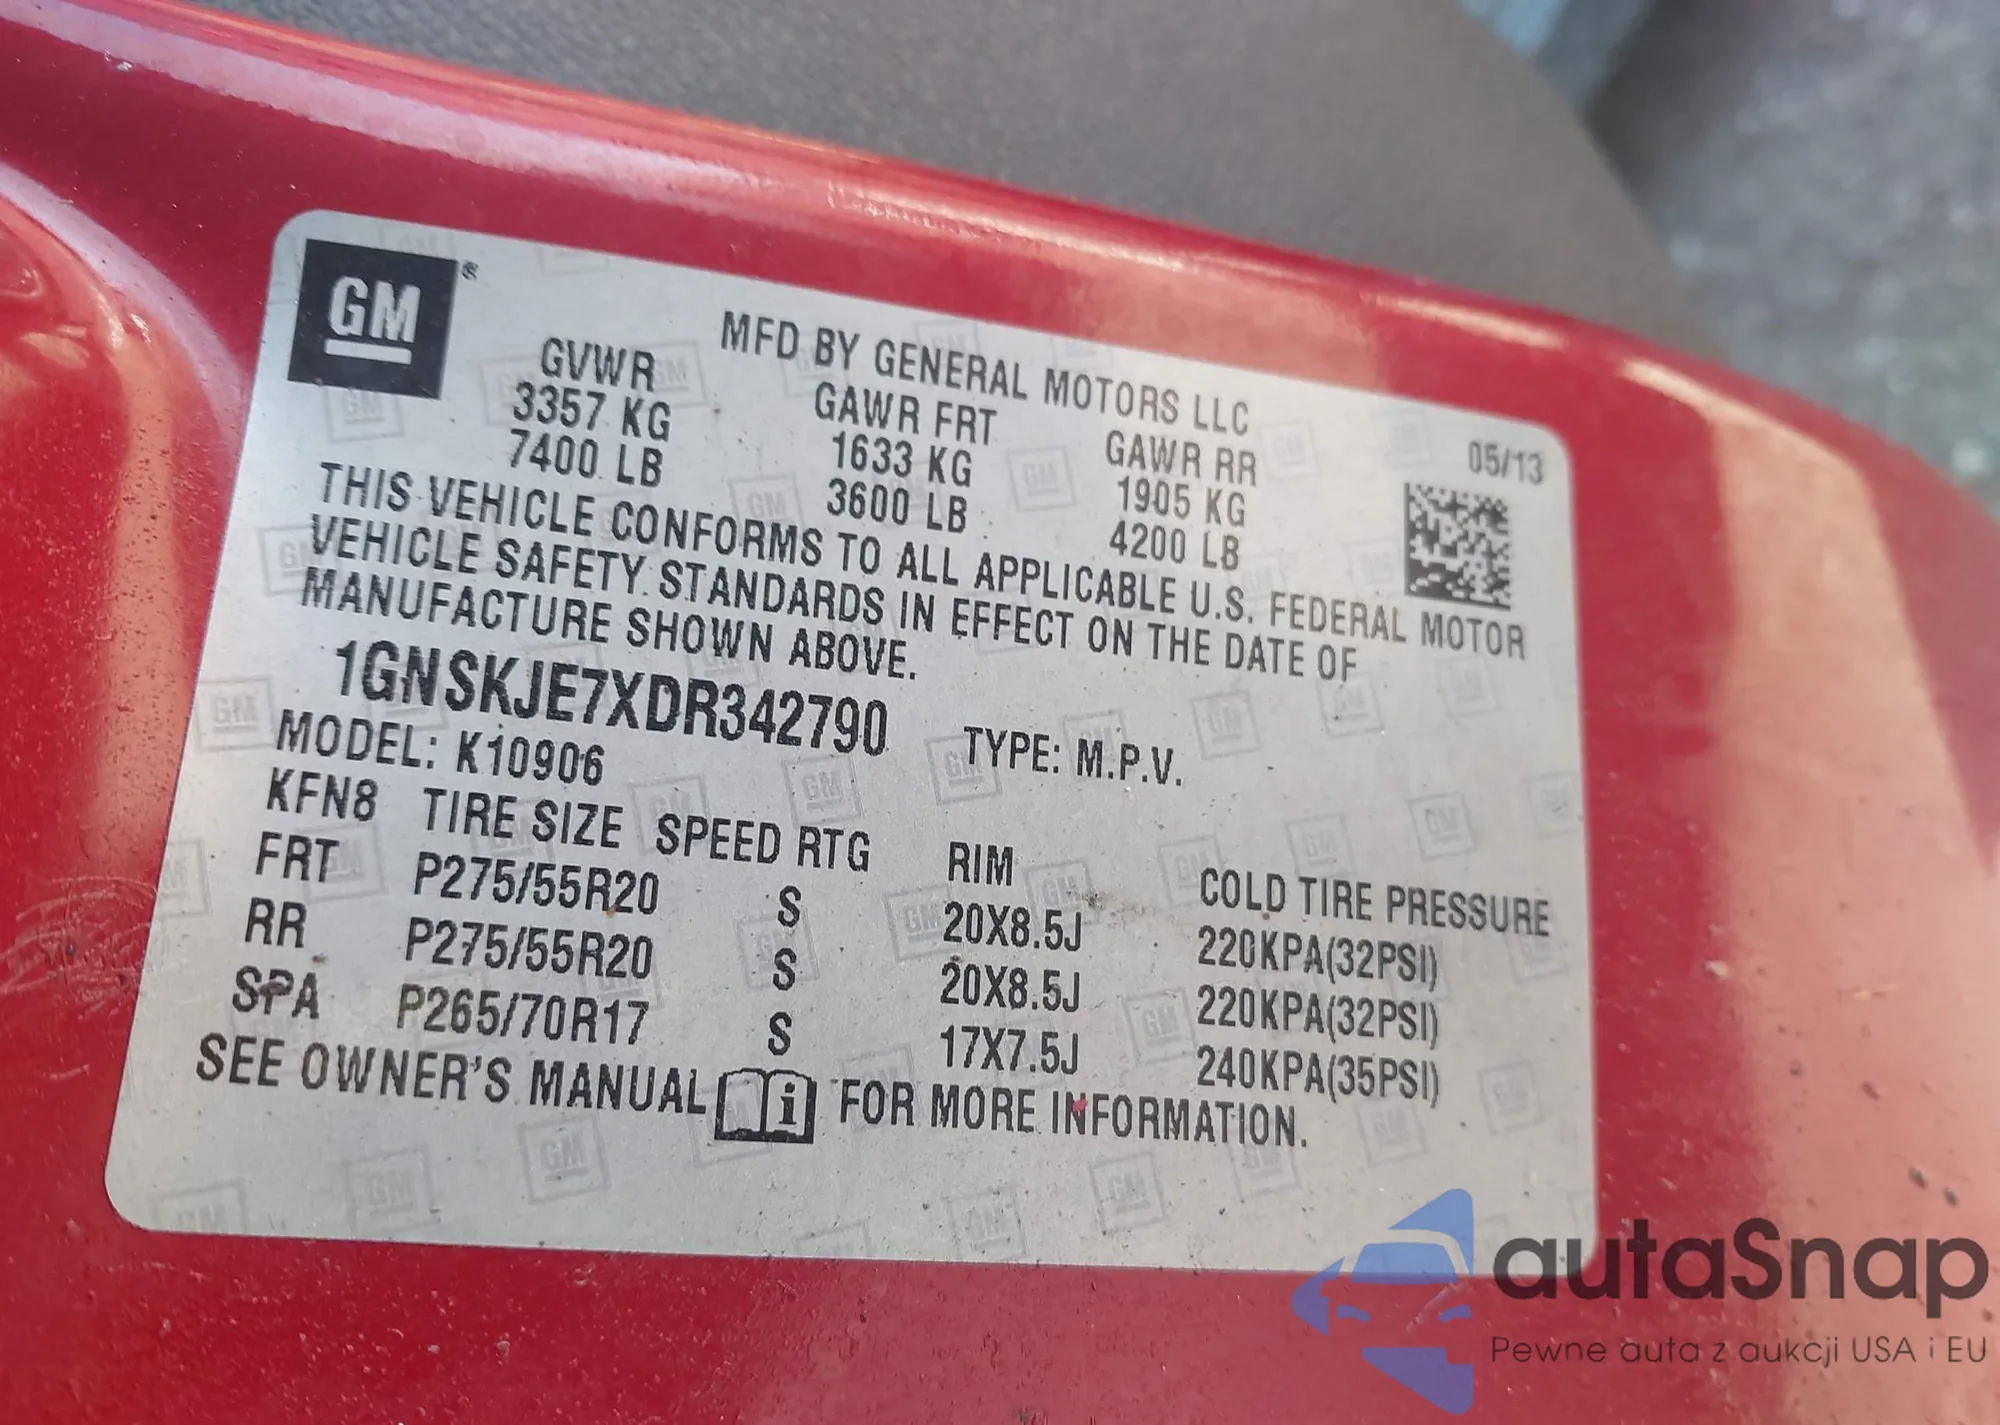 GM®
MFD BY GENERAL MOTORS LLC
05/13
GVWR GAWR FRT GAWR RR
3357 KG 1633 KG 1905 KG
7400 LB 3600 LB 4200 LB
THIS VEHICLE CONFORMS TO ALL APPLICABLE U.S. FEDERAL MOTOR
VEHICLE SAFETY STANDARDS IN EFFECT ON THE DATE OF
MANUFACTURE SHOWN ABOVE.
1GNSKJE7XDR342790 TYPE: M.P.V.
MODEL: K10906
KFN8 TIRE SIZE SPEED RTG RIM COLD TIRE PRESSURE
FRT P275/55R20 S 20X8.5J 220KPA(32PSI)
RR P275/55R20 S 20X8.5J 220KPA(32PSI)
SPA P265/70R17 S 17X7.5J 240KPA(35PSI)
SEE OWNER'S MANUAL i FOR MORE INFORMATION.
autaSnap
Pewne auta z aukcji USA i EU